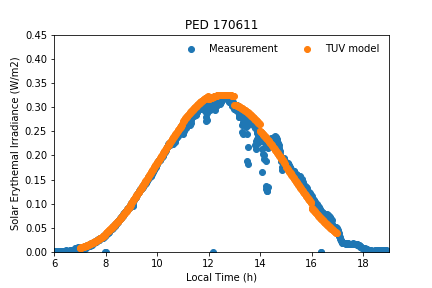 PED 170611
Measurement
TUV model
Solar Erythemal Irradiance (W/m2)
0.45
0.40
0.35
0.30
0.25
0.20
0.15
0.10
0.05
0.00
6 8 10 12 14 16 18
Local Time (h)